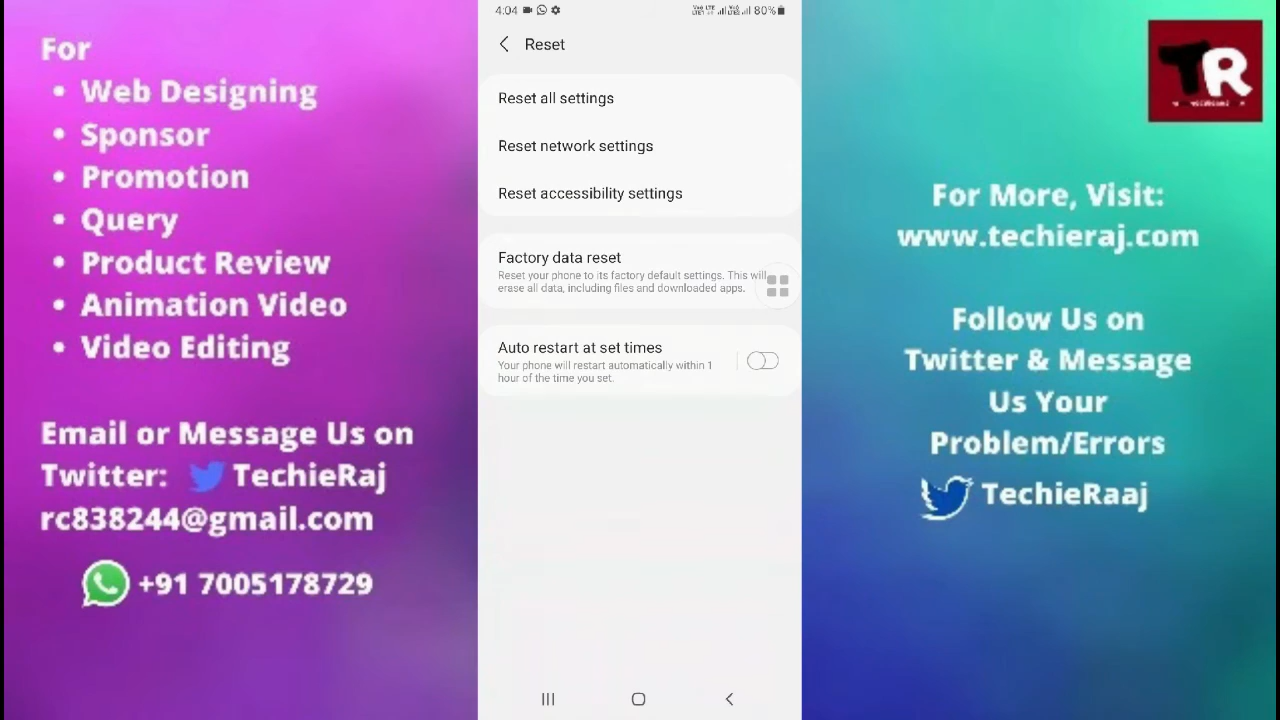 For
• Web Designing
• Sponsor
• Promotion
• Query
• Product Review
• Animation Video
• Video Editing
Email or Message Us on
Twitter: TechieRaj
rc838244@gmail.com
+91 7005178729
4:04
80%
Reset
Reset all settings
Reset network settings
Reset accessibility settings
Factory data reset
Reset your phone to its factory default settings. This will
erase all data, including files and downloaded apps.
Auto restart at set times
Your phone will restart automatically within 1
hour of the time you set.
TR
For More, Visit:
www.techieraj.com
Follow Us on
Twitter & Message
Us Your
Problem/Errors
TechieRaaj